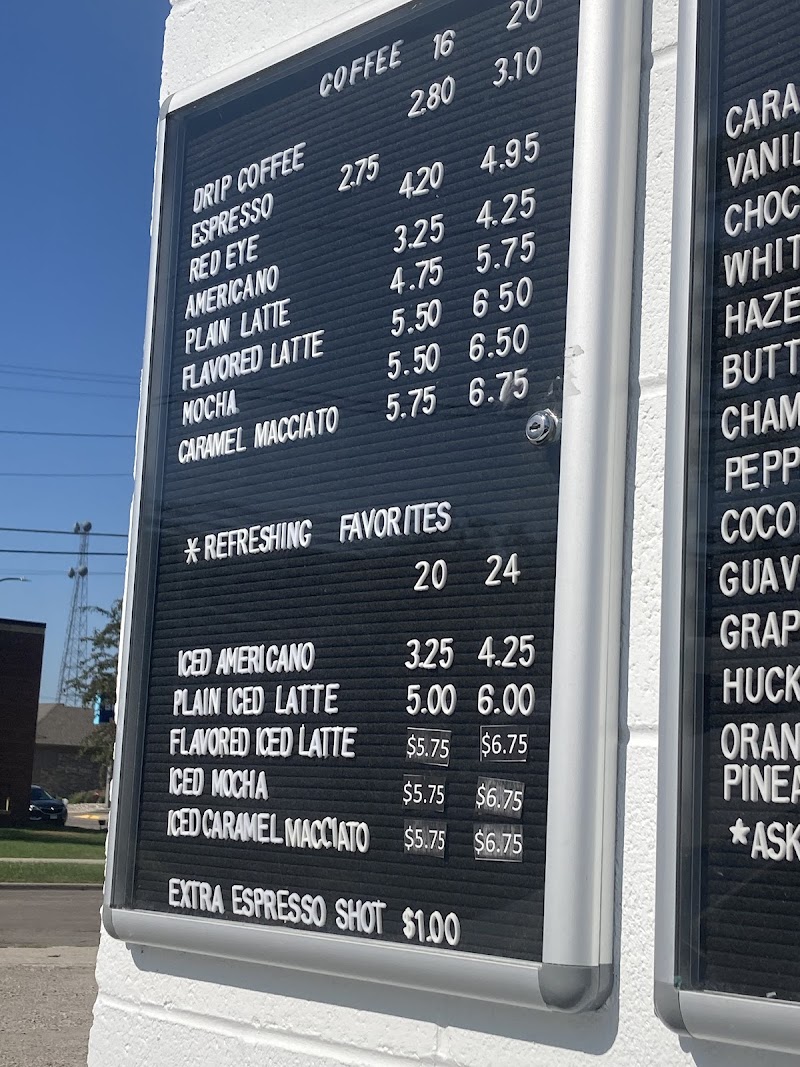 COFFEE 16 20
DRIP COFFEE 2.80 3.10
ESPRESSO 2.75
RED EYE 4.20 4.95
AMERICANO 3.25 4.25
PLAIN LATTE 4.75 5.75
FLAVORED LATTE 5.50 6 50
MOCHA 5.50 6.50
CARAMEL MACCIATO 5.75 6.75
* REFRESHING FAVORITES
20 24
ICED AMERICANO 3.25 4.25
PLAIN ICED LATTE 5.00 6.00
FLAVORED ICED LATTE $5.75 $6.75
ICED MOCHA $5.75 $6.75
ICED CARAMEL MACCIATO $5.75 $6.75
EXTRA ESPRESSO SHOT $1.00
CARA
VANIL
CHOC
WHIT
HAZE
BUTT
CHAM
PEPP
COCO
GUAV
GRAP
HUCK
ORAN
PINEA
*ASK